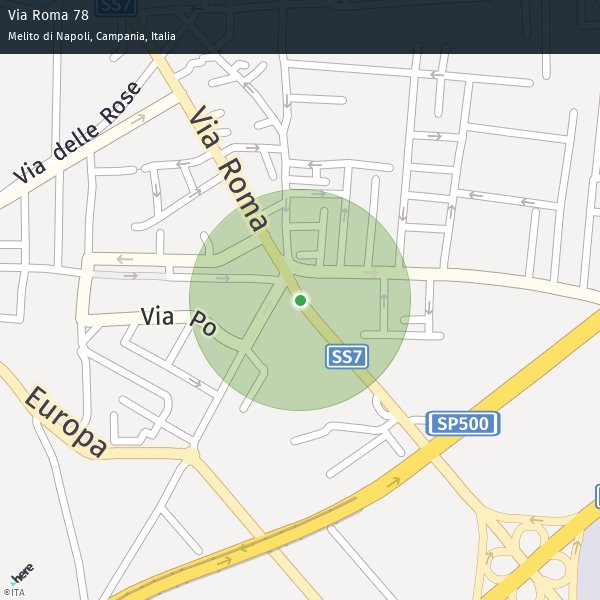 Via Roma 78
SS7
Melito di Napoli, Campania, Italia
Via delle Rose
Via Roma
Via Po
SS7
Europa
SP500
here
©ITA